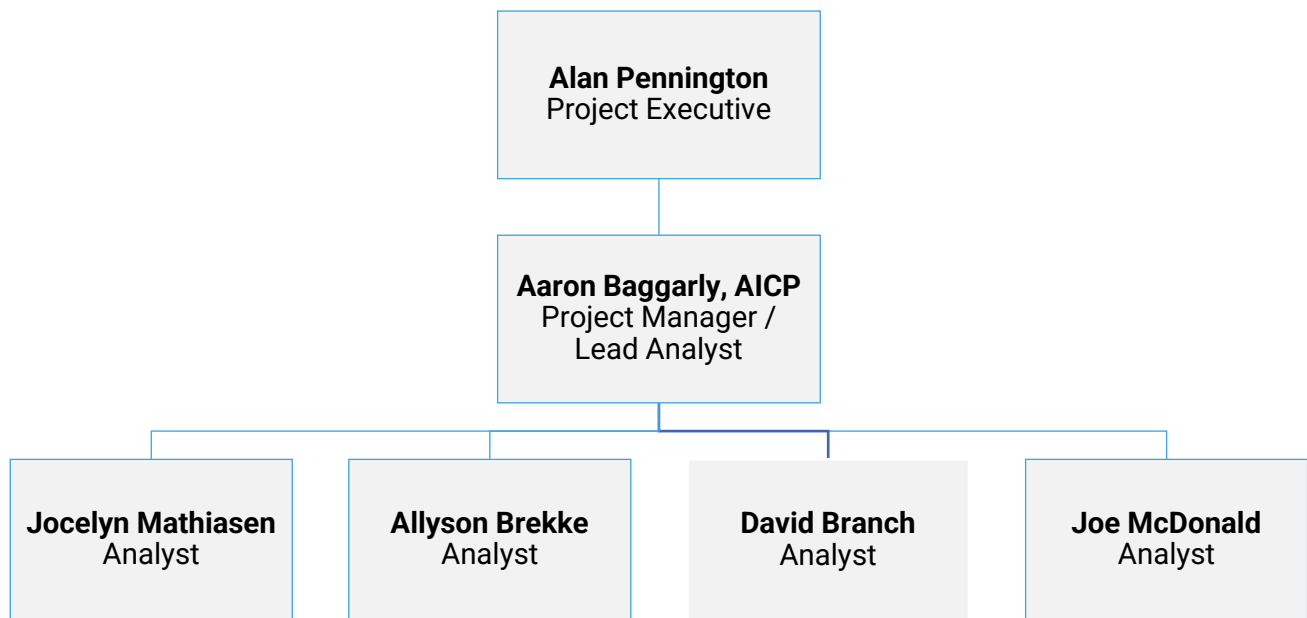 Alan Pennington
Project Executive
Aaron Baggarly, AICP
Project Manager /
Lead Analyst
Jocelyn Mathiasen
Analyst
Allyson Brekke
Analyst
David Branch
Analyst
Joe McDonald
Analyst